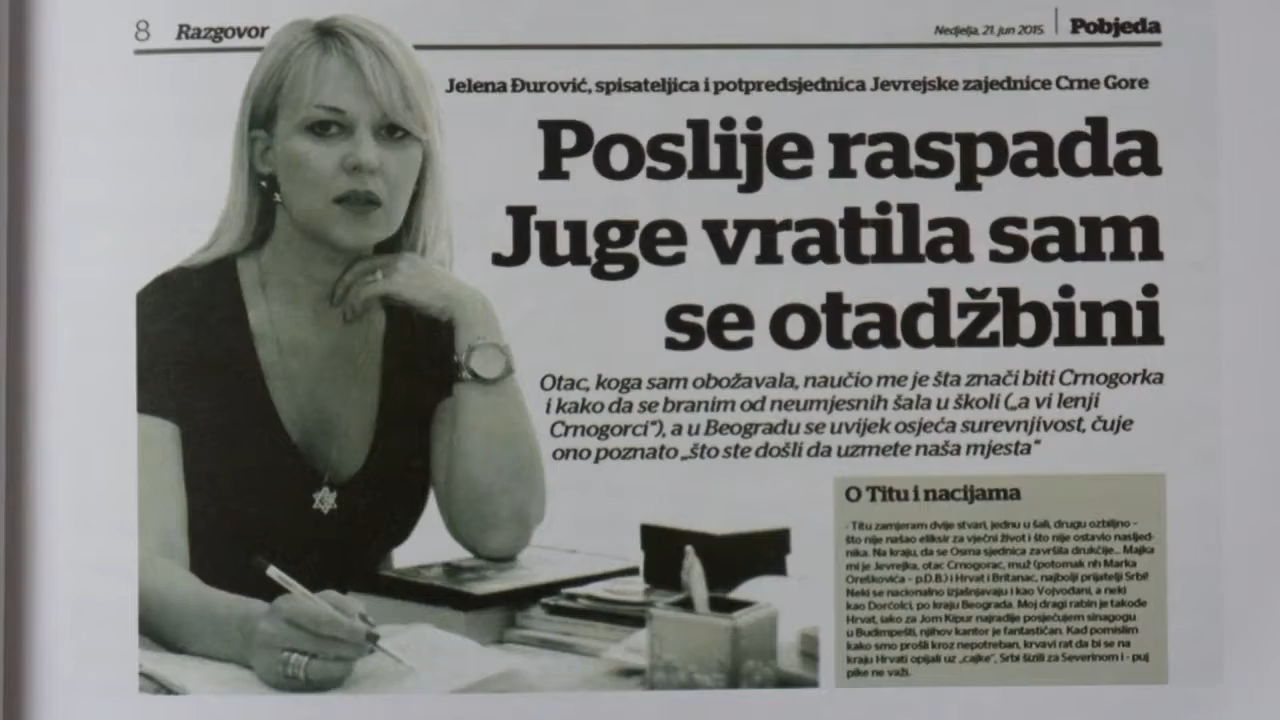 8 Razgovor
Nedjelja, 21. jun 2015. Pobjeda
Jelena Đurović, spisateljica i potpredsjednica Jevrejske zajednice Crne Gore
Poslije raspada
Juge vratila sam
se otadžbini
Otac, koga sam obožavala, naučio me je šta znači biti Crnogorka
i kako da se branim od neumjesnih šala u školi („a vi lenji
Crnogorci“), a u Beogradu se uvijek osjeća surevnjivost, čuje
ono poznato „što ste došli da uzmete naša mjesta“
O Titu i nacijama
- Titu zamjeram dvije stvari, jednu u šali, drugu ozbiljno -
što nije našao eliksir za vječni život i što nije ostavio nasljed-
nika. Na kraju, da se Osma sjednica završila drukčije... Majka
mi je Jevrejka, otac Crnogorac, muž (potomak nh Marka
Oreškovića - p.D.B.) i Hrvat i Britanac, najbolji prijatelji Srbi!
Neki se nacionalno izjašnjavaju i kao Vojvođani, a neki
kao Dorćolci, po kraju Beograda. Moj dragi rabin je takođe
Hrvat, iako za Jom Kipur najradije posjećujem sinagogu
u Budimpešti, njihov kantor je fantastičan. Kad pomislim
kako smo prošli kroz nepotreban, krvavi rat da bi se na
kraju Hrvati opijali uz „cajke“, Srbi šizili za Severinom i - puj
pike ne važi.